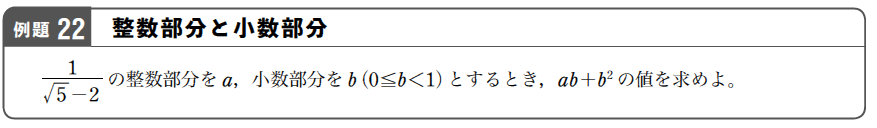 例題 22 整数部分と小数部分
1/(√5−2) の整数部分を a，小数部分を b (0≦b<1) とするとき，ab+b² の値を求めよ。